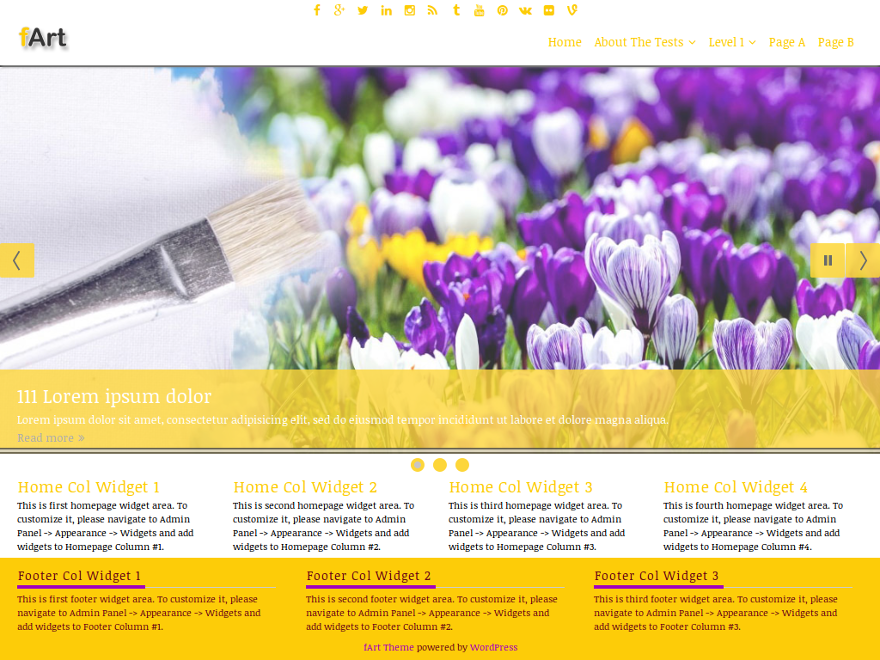 fArt
Home About The Tests Level 1 Page A Page B
111 Lorem ipsum dolor
Lorem ipsum dolor sit amet, consectetur adipisicing elit, sed do eiusmod tempor incididunt ut labore et dolore magna aliqua.
Read more »
Home Col Widget 1
This is first homepage widget area. To
customize it, please navigate to Admin
Panel -> Appearance -> Widgets and add
widgets to Homepage Column #1.
Home Col Widget 2
This is second homepage widget area. To
customize it, please navigate to Admin
Panel -> Appearance -> Widgets and add
widgets to Homepage Column #2.
Home Col Widget 3
This is third homepage widget area. To
customize it, please navigate to Admin
Panel -> Appearance -> Widgets and add
widgets to Homepage Column #3.
Home Col Widget 4
This is fourth homepage widget area. To
customize it, please navigate to Admin
Panel -> Appearance -> Widgets and add
widgets to Homepage Column #4.
Footer Col Widget 1
This is first footer widget area. To customize it, please
navigate to Admin Panel -> Appearance -> Widgets and
add widgets to Footer Column #1.
Footer Col Widget 2
This is second footer widget area. To customize it, please
navigate to Admin Panel -> Appearance -> Widgets and
add widgets to Footer Column #2.
Footer Col Widget 3
This is third footer widget area. To customize it, please
navigate to Admin Panel -> Appearance -> Widgets and
add widgets to Footer Column #3.
fArt Theme powered by WordPress